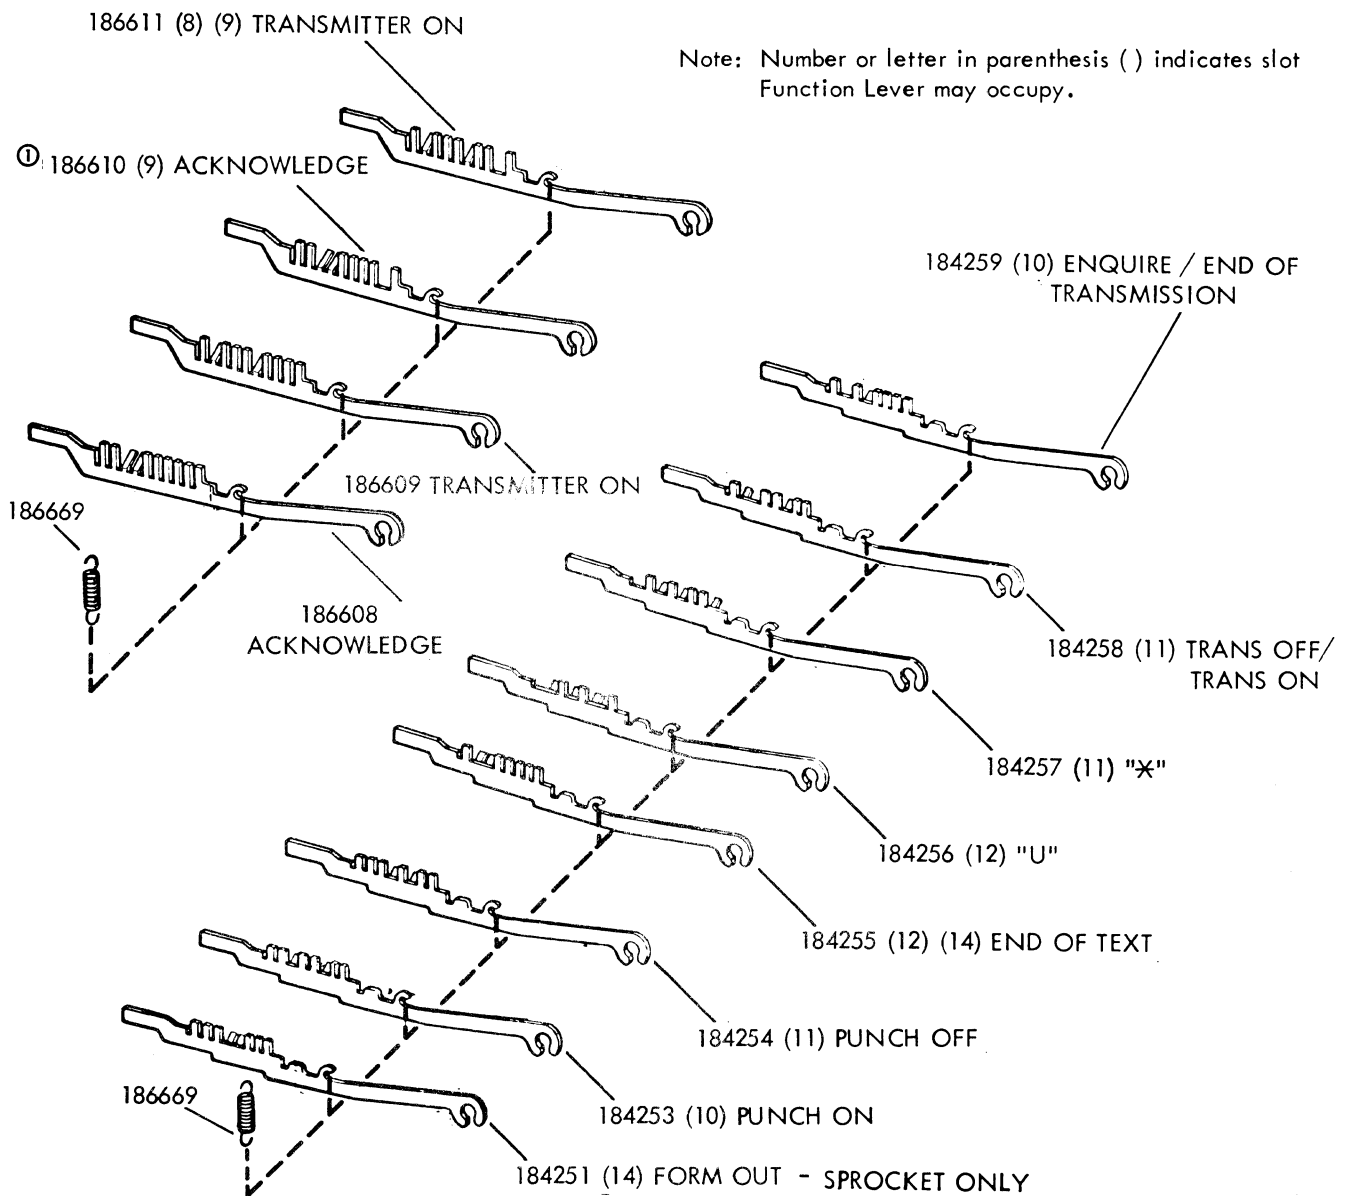 186611 (8) (9) TRANSMITTER ON
Note: Number or letter in parenthesis ( ) indicates slot
Function Lever may occupy.
① 186610 (9) ACKNOWLEDGE
184259 (10) ENQUIRE / END OF
TRANSMISSION
186609 TRANSMITTER ON
186669
186608
ACKNOWLEDGE
184258 (11) TRANS OFF/
TRANS ON
184257 (11) "*"
184256 (12) "U"
184255 (12) (14) END OF TEXT
184254 (11) PUNCH OFF
186669
184253 (10) PUNCH ON
184251 (14) FORM OUT - SPROCKET ONLY